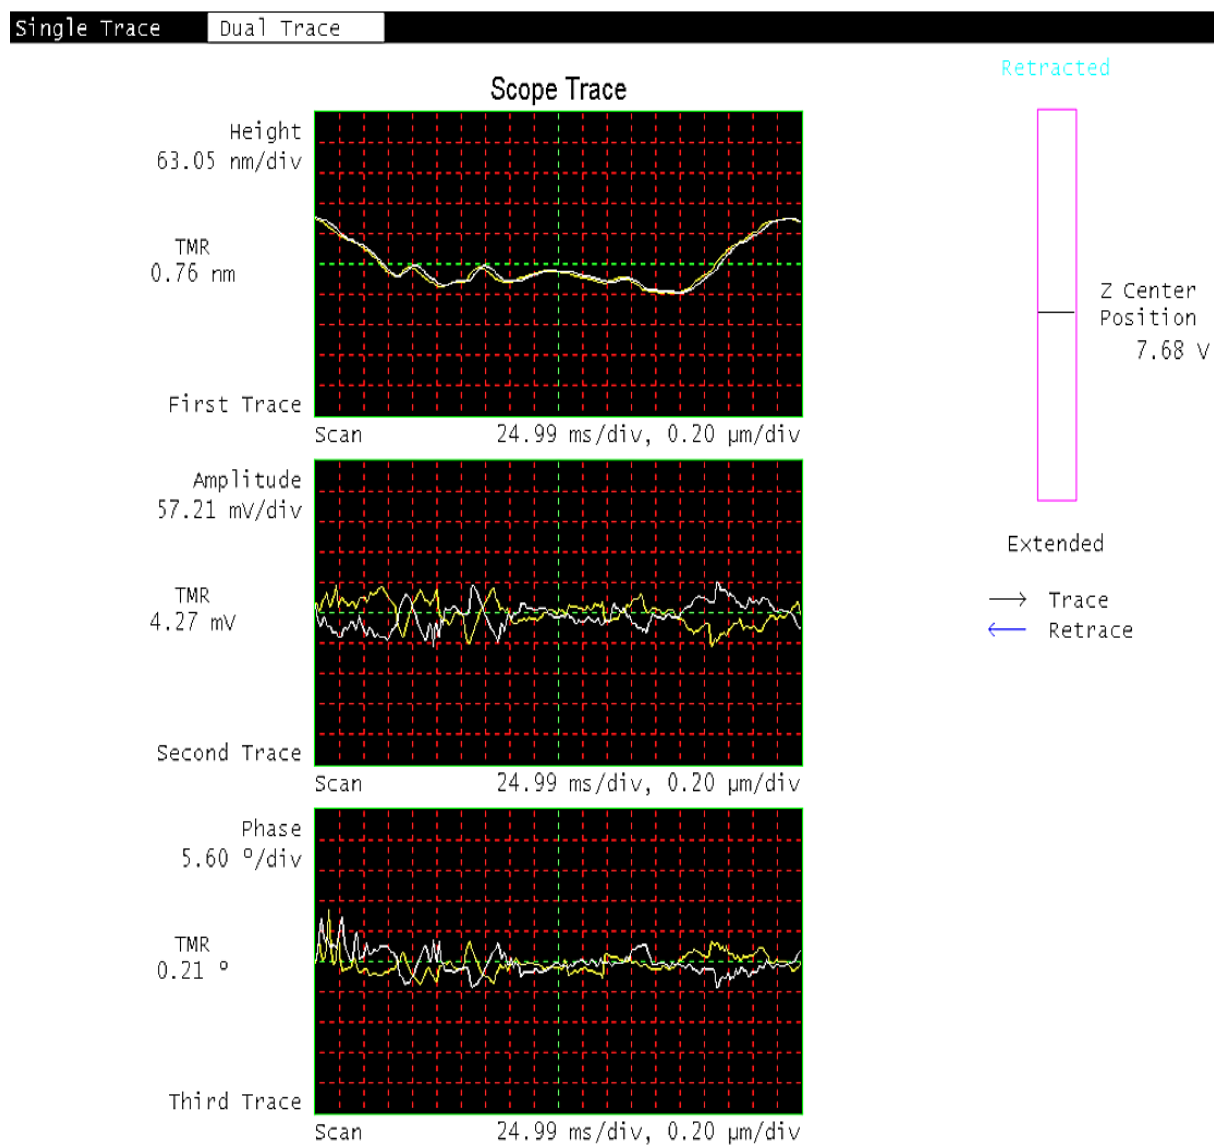 Single Trace
Dual Trace
Retracted
Scope Trace
Height
63.05 nm/div
TMR
0.76 nm
First Trace
Scan 24.99 ms/div, 0.20 µm/div
Z Center
Position
7.68 V
Amplitude
57.21 mV/div
TMR
4.27 mV
Second Trace
Scan 24.99 ms/div, 0.20 µm/div
Extended
Trace
Retrace
Phase
5.60 º/div
TMR
0.21 º
Third Trace
Scan 24.99 ms/div, 0.20 µm/div